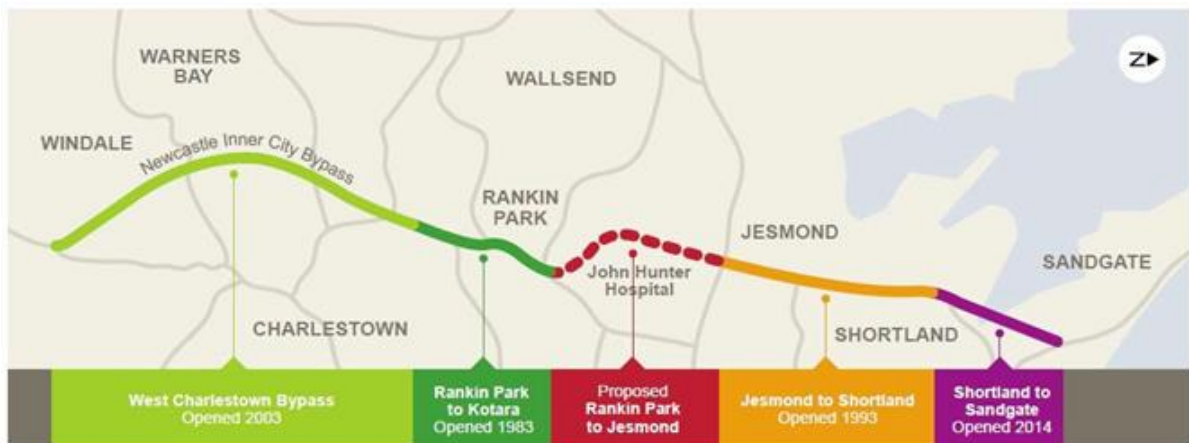 WARNERS
BAY
WALLSEND
Z
WINDALE
Newcastle Inner City Bypass
RANKIN
PARK
JESMOND
SANDGATE
John Hunter
Hospital
CHARLESTOWN
SHORTLAND
West Charlestown Bypass
Opened 2003
Rankin Park
to Kotara
Opened 1983
Proposed
Rankin Park
to Jesmond
Jesmond to Shortland
Opened 1993
Shortland to
Sandgate
Opened 2014